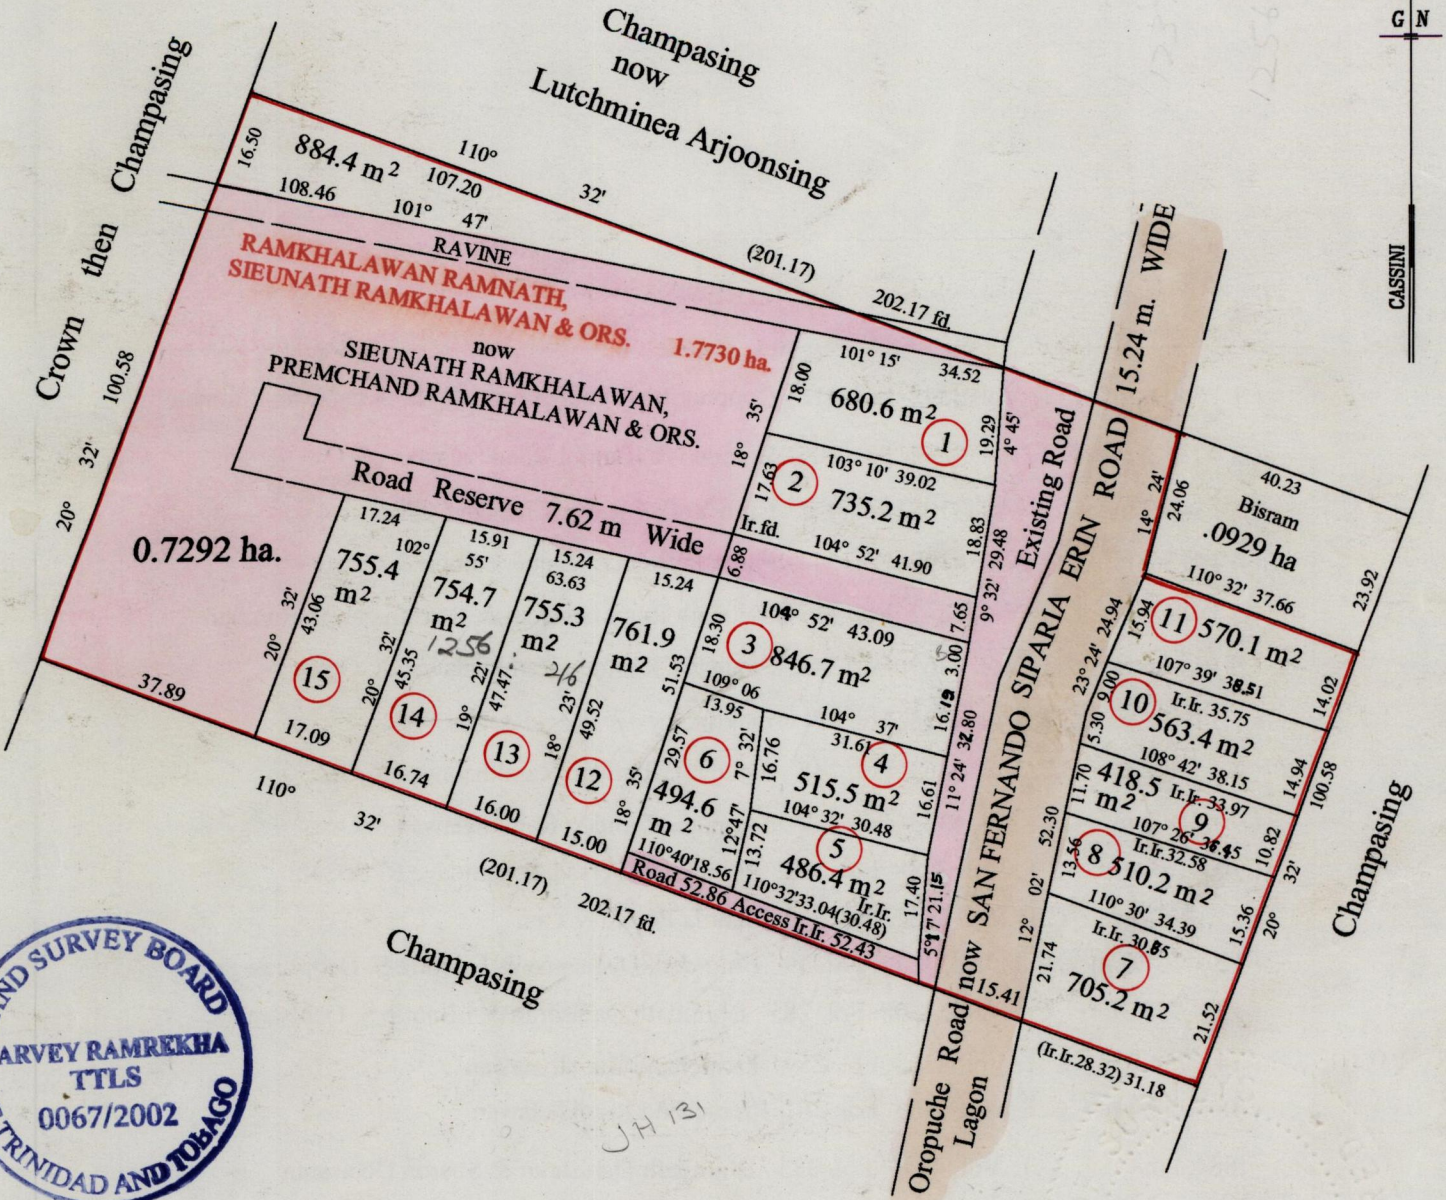 Champasing
now
Lutchminea Arjoonsing
G N
CASSINI
Crown then Champasing
20° 32' 100.58
16.50
884.4 m²
110° 32'
107.20
108.46
101° 47'
(201.17)
202.17 fd.
RAVINE
RAMKHALAWAN RAMNATH,
SIEUNATH RAMKHALAWAN & ORS.
1.7730 ha.
now
SIEUNATH RAMKHALAWAN,
PREMCHAND RAMKHALAWAN & ORS.
Road Reserve 7.62 m Wide
0.7292 ha.
37.89
18° 35'
18.00
101° 15' 34.52
680.6 m²
1
19.29
4° 45'
17.63
2
103° 10' 39.02
735.2 m²
Ir.fd.
104° 52' 41.90
18.83
29.48
9° 32'
6.88
7.65
Existing Road
15.24 m. WIDE
Oropuche Road now SAN FERNANDO SIPARIA ERIN ROAD
Lagon
14° 24'
24.06
40.23
Bisram
.0929 ha
110° 32' 37.66
23.92
17.24
102° 55'
15.91
15.24
63.63
15.24
755.4
m²
20° 32'
43.06
15
17.09
754.7
m²
1256
20° 32'
45.35
14
16.74
755.3
m²
216
19° 22'
47.47
13
16.00
761.9
m²
18° 23'
49.52
12
15.00
51.53
18° 35'
104° 52' 43.09
18.30
3
846.7 m²
3.00
109° 06
13.95
104° 37'
31.61
4
515.5 m²
16.76
7° 32'
29.57
6
494.6
m²
12°47'
13.72
104° 32' 30.48
5
486.4 m²
16.61
11° 24'
17.40
5°17'
21.15
110°40'18.56
110°32'33.04(30.48)
Ir.Ir.
Road 52.86 Access Ir.Ir. 52.43
15.41
23° 24' 24.94
15.94
11
570.1 m²
107° 39'
14.02
9.00
10
Ir.Ir. 35.75
563.4 m²
5.30
108° 42' 38.15
14.94
11.70
418.5
m²
Ir.Ir. 33.97
9
107° 26'
10.82
13.56
8
Ir.Ir.32.58
510.2 m²
110° 30' 34.39
15.36
12° 02' 52.30
21.74
Ir.Ir.
7
705.2 m²
21.52
(Ir.Ir.28.32) 31.18
20° 32' 100.58
Champasing
110° 32'
(201.17)
202.17 fd.
Champasing
JH 131
LAND SURVEY BOARD
ARVEY RAMREKHA
TTLS
0067/2002
TRINIDAD AND TOBAGO